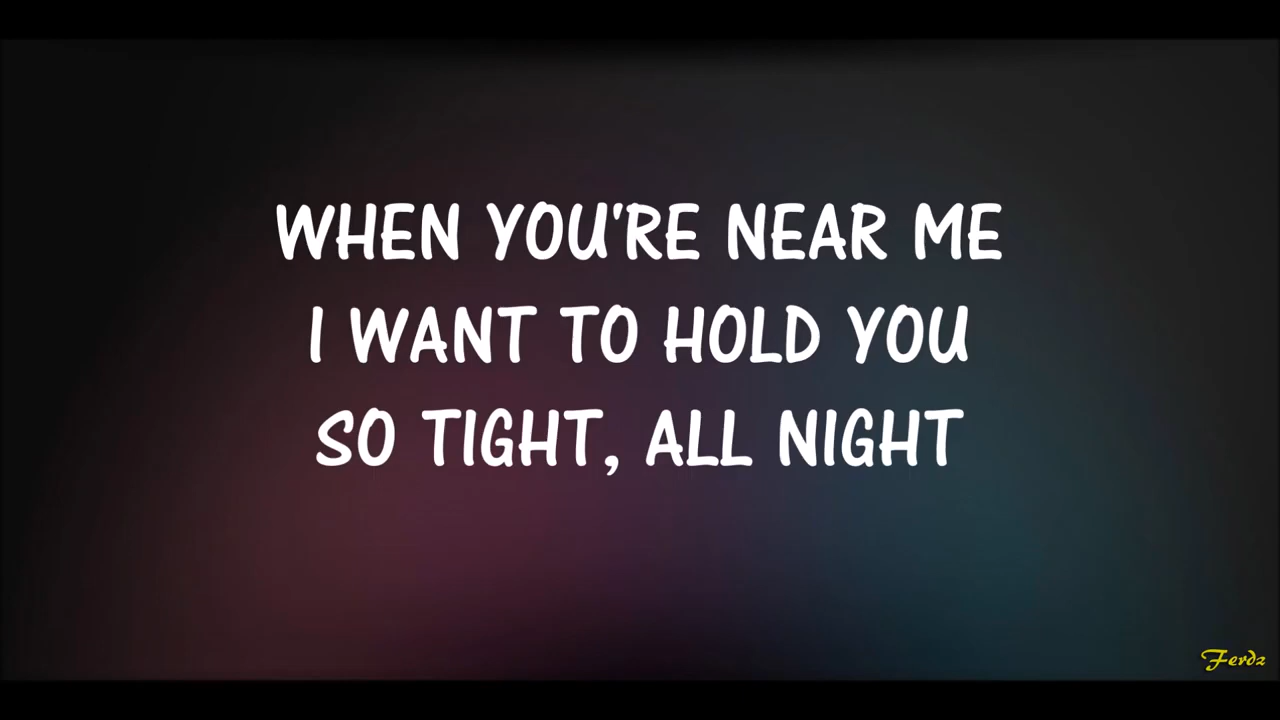 WHEN YOU'RE NEAR ME
I WANT TO HOLD YOU
SO TIGHT, ALL NIGHT
Ferdz